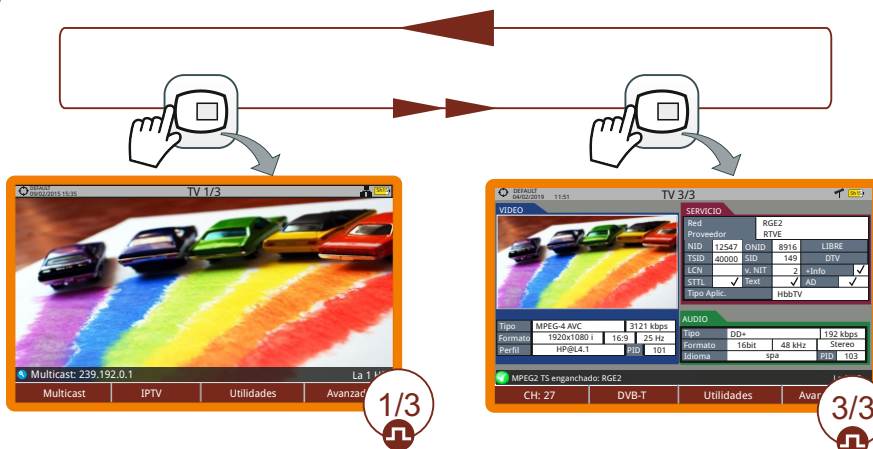 DEFAULT
09/02/2015 15:35
TV 1/3
Multicast: 239.192.0.1
La 1
Multicast
IPTV
Utilidades
1/3
DEFAULT
04/02/2019 11:51
TV 3/3
VIDEO
Tipo MPEG-4 AVC 3121 kbps
Formato 1920x1080 i 16:9 25 Hz
Perfil HP@L4.1 PID 101
SERVICIO
Red RGE2
Proveedor RTVE
NID 12547 ONID 8916 LIBRE
TSID 40000 SID 149 DTV
LCN v. NIT 2 +Info
STTL Text AD
Tipo Aplic. HbbTV
AUDIO
Tipo DD+ 192 kbps
Formato 16bit 48 kHz Stereo
Idioma spa PID 103
MPEG2 TS enganchado: RGE2
CH: 27
DVB-T
Utilidades
3/3